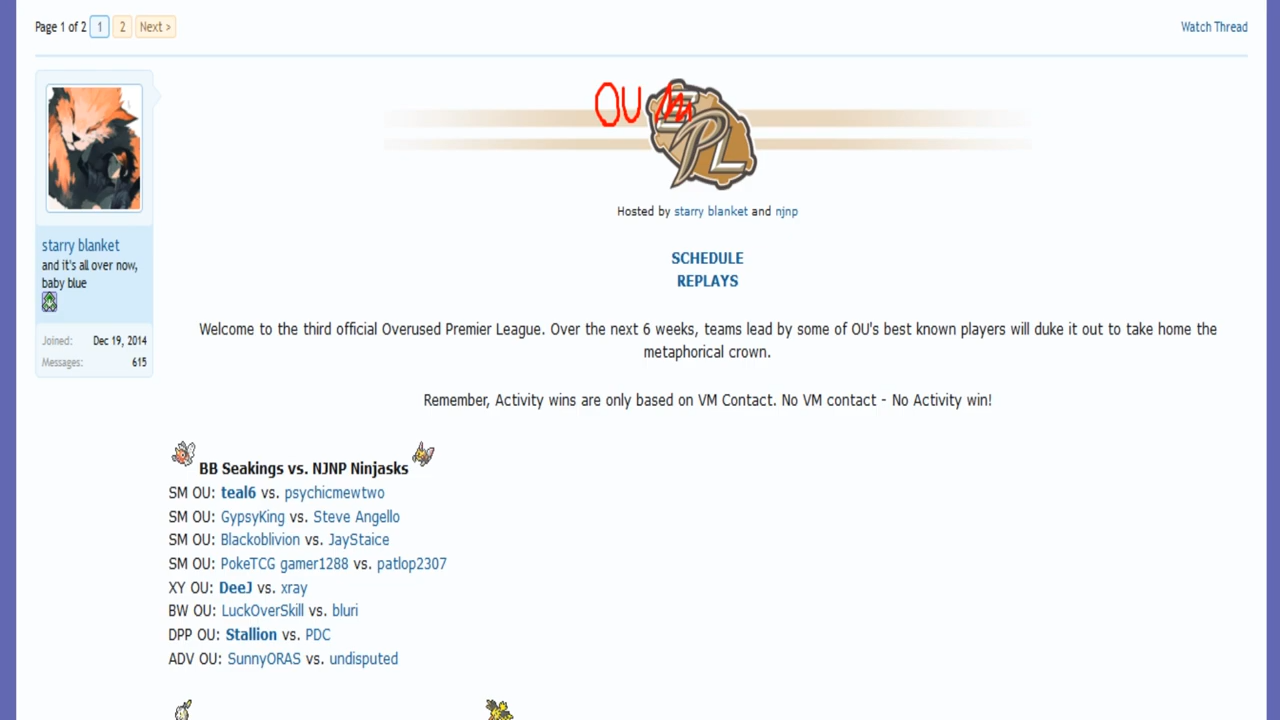 Page 1 of 2 1 2 Next > Watch Thread
OU
PL
Hosted by starry blanket and njnp
starry blanket
and it's all over now,
baby blue
Joined: Dec 19, 2014
Messages: 615
SCHEDULE
REPLAYS
Welcome to the third official Overused Premier League. Over the next 6 weeks, teams lead by some of OU's best known players will duke it out to take home the
metaphorical crown.
Remember, Activity wins are only based on VM Contact. No VM contact - No Activity win!
BB Seakings vs. NJNP Ninjasks
SM OU: teal6 vs. psychicmewtwo
SM OU: GypsyKing vs. Steve Angello
SM OU: Blackoblivion vs. JayStaice
SM OU: PokeTCG gamer1288 vs. patlop2307
XY OU: DeeJ vs. xray
BW OU: LuckOverSkill vs. bluri
DPP OU: Stallion vs. PDC
ADV OU: SunnyORAS vs. undisputed